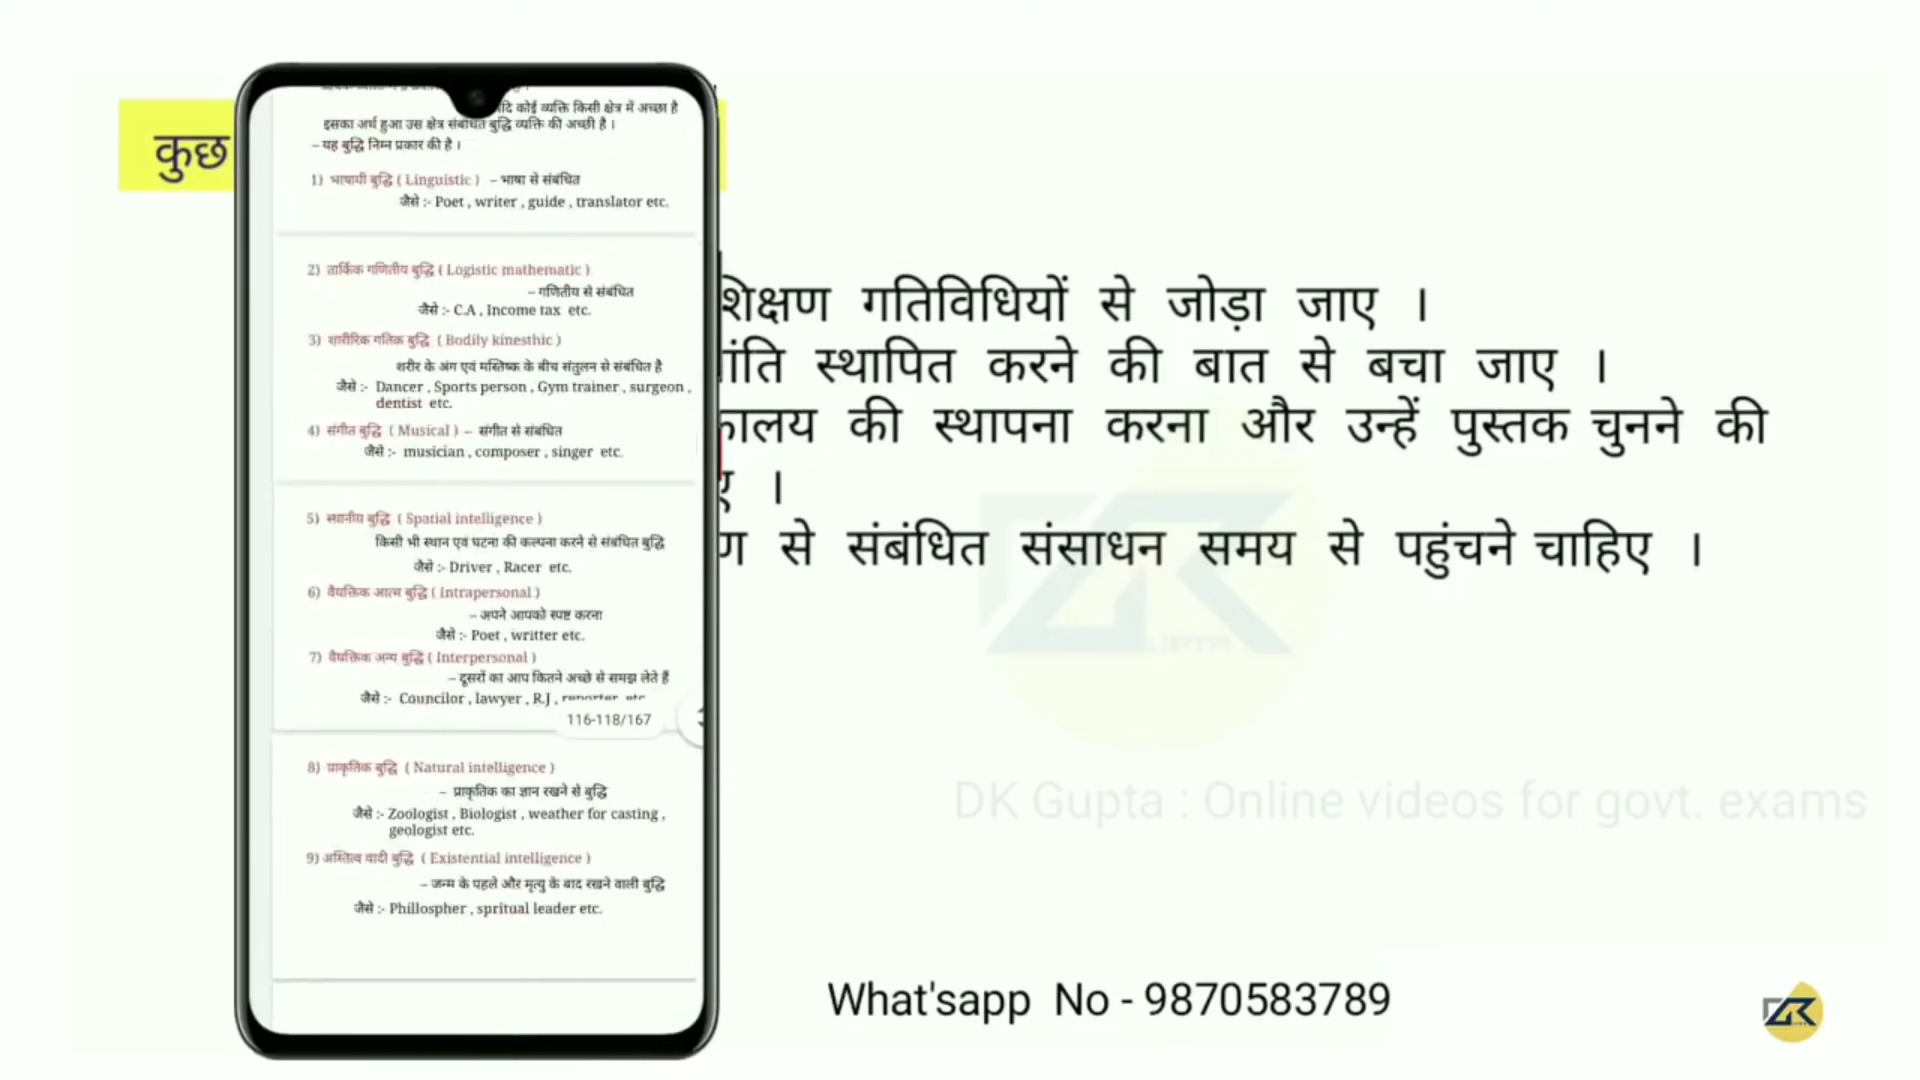 कुछ
यदि कोई व्यक्ति किसी क्षेत्र में अच्छा है
इसका अर्थ हुआ उस क्षेत्र संबंधित बुद्धि व्यक्ति की अच्छी है ।
– यह बुद्धि निम्न प्रकार की है ।
1) भाषायी बुद्धि ( Linguistic ) – भाषा से संबंधित
जैसे :- Poet , writer , guide , translator etc.
2) तार्किक गणितीय बुद्धि ( Logistic mathematic )
– गणितीय से संबंधित
जैसे :- C.A , Income tax etc.
3) शारीरिक गतिक बुद्धि ( Bodily kinesthic )
शरीर के अंग एवं मस्तिष्क के बीच संतुलन से संबंधित है
जैसे :- Dancer , Sports person , Gym trainer , surgeon ,
dentist etc.
4) संगीत बुद्धि ( Musical ) – संगीत से संबंधित
जैसे :- musician , composer , singer etc.
5) स्थानीय बुद्धि ( Spatial intelligence )
किसी भी स्थान एवं घटना की कल्पना करने से संबंधित बुद्धि
जैसे :- Driver , Racer etc.
6) वैयक्तिक आत्म बुद्धि ( Intrapersonal )
– अपने आपको स्पष्ट करना
जैसे :- Poet , writter etc.
7) वैयक्तिक अन्य बुद्धि ( Interpersonal )
– दूसरों का आप कितने अच्छे से समझ लेते हैं
जैसे :- Councilor , lawyer , R.J , reporter etc
116-118/167
8) प्राकृतिक बुद्धि ( Natural intelligence )
– प्राकृतिक का ज्ञान रखने से बुद्धि
जैसे :- Zoologist , Biologist , weather for casting ,
geologist etc.
9) अस्तित्व वादी बुद्धि ( Existential intelligence )
– जन्म के पहले और मृत्यु के बाद रखने वाली बुद्धि
जैसे :- Phillospher , spritual leader etc.
शिक्षण गतिविधियों से जोड़ा जाए ।
स्थापित करने की बात से बचा जाए ।
की स्थापना करना और उन्हें पुस्तक चुनने की
।
से संबंधित संसाधन समय से पहुंचने चाहिए ।
DK Gupta : Online videos for govt. exams
What'sapp No - 9870583789